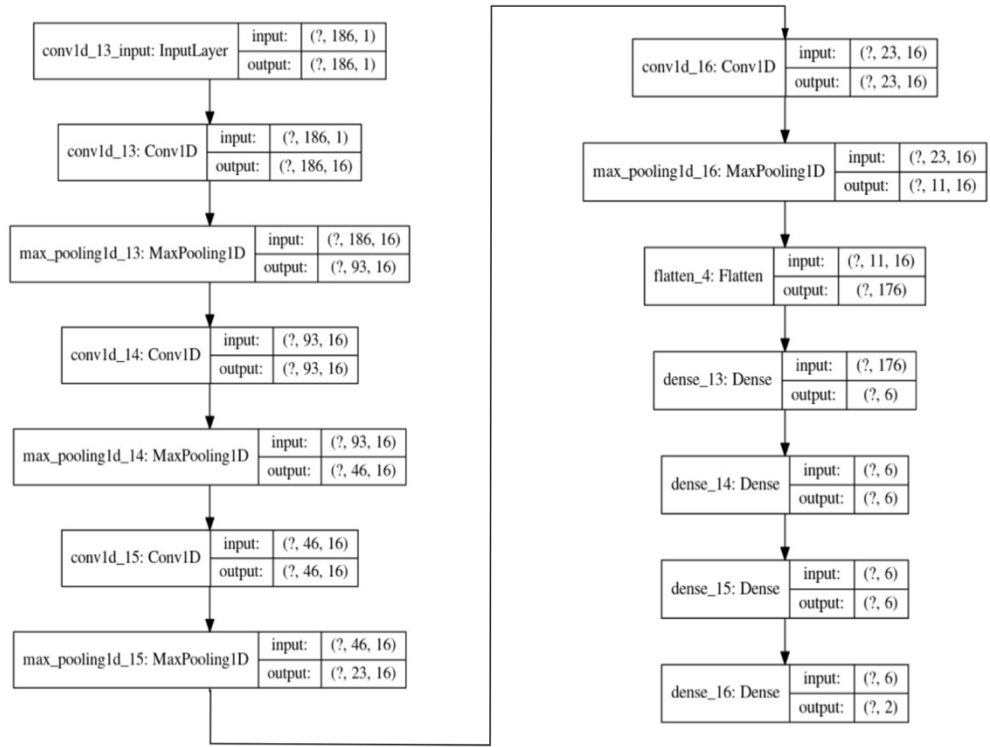 conv1d_13_input: InputLayer
input: (?, 186, 1)
output: (?, 186, 1)
conv1d_13: Conv1D
input: (?, 186, 1)
output: (?, 186, 16)
max_pooling1d_13: MaxPooling1D
input: (?, 186, 16)
output: (?, 93, 16)
conv1d_14: Conv1D
input: (?, 93, 16)
output: (?, 93, 16)
max_pooling1d_14: MaxPooling1D
input: (?, 93, 16)
output: (?, 46, 16)
conv1d_15: Conv1D
input: (?, 46, 16)
output: (?, 46, 16)
max_pooling1d_15: MaxPooling1D
input: (?, 46, 16)
output: (?, 23, 16)
conv1d_16: Conv1D
input: (?, 23, 16)
output: (?, 23, 16)
max_pooling1d_16: MaxPooling1D
input: (?, 23, 16)
output: (?, 11, 16)
flatten_4: Flatten
input: (?, 11, 16)
output: (?, 176)
dense_13: Dense
input: (?, 176)
output: (?, 6)
dense_14: Dense
input: (?, 6)
output: (?, 6)
dense_15: Dense
input: (?, 6)
output: (?, 6)
dense_16: Dense
input: (?, 6)
output: (?, 2)